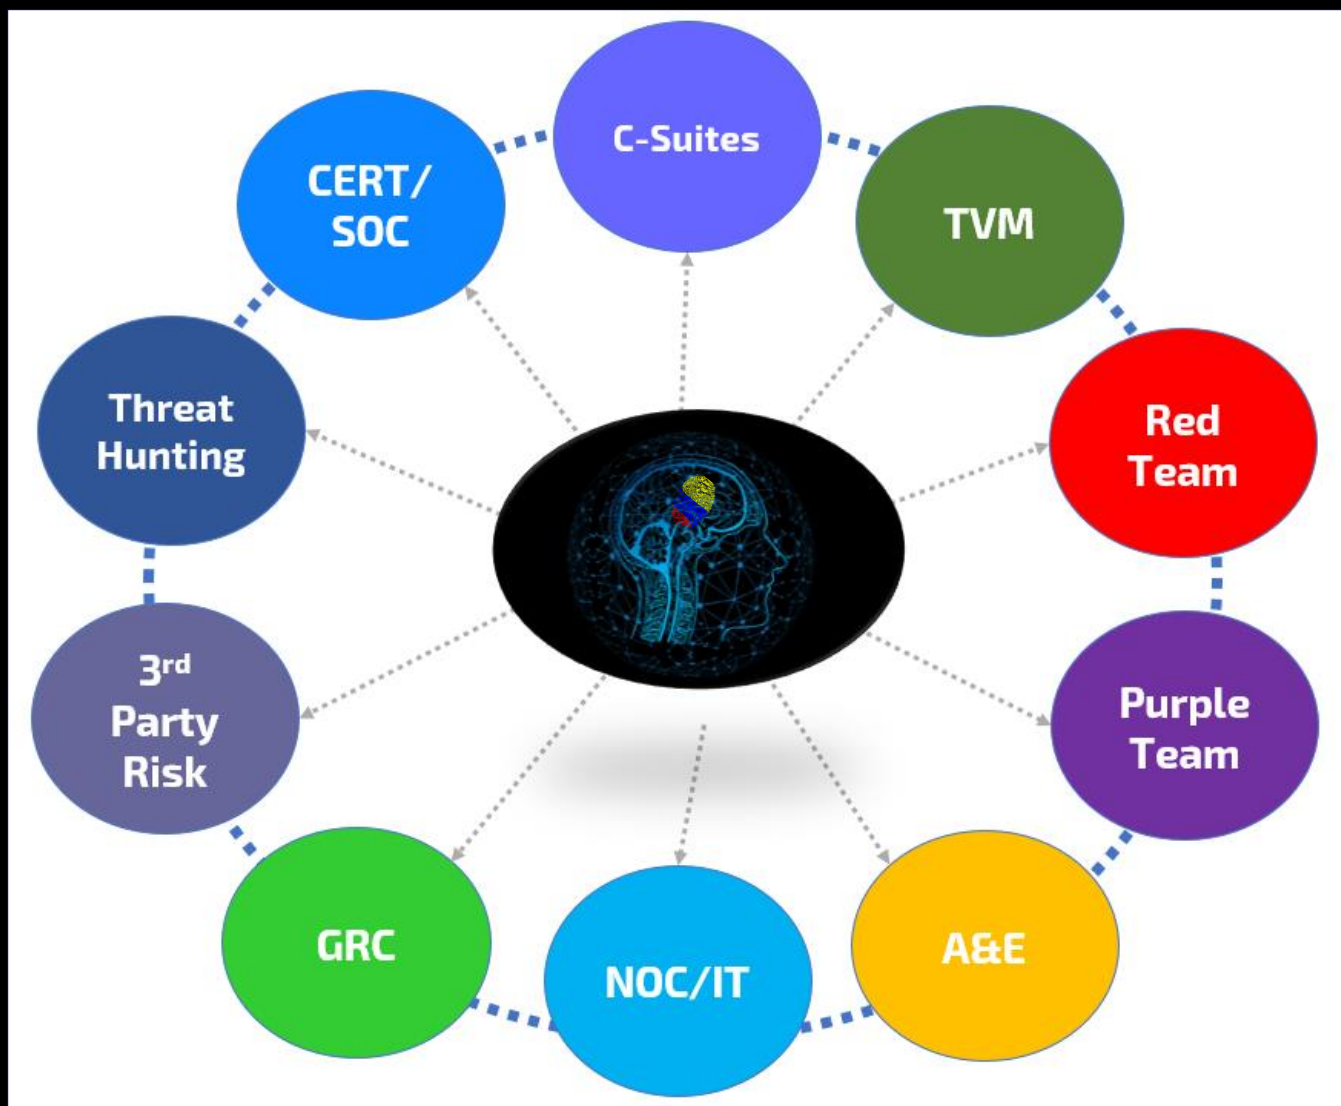 C-Suites
TVM
Red
Team
Purple
Team
A&E
NOC/IT
GRC
3rd
Party
Risk
Threat
Hunting
CERT/
SOC